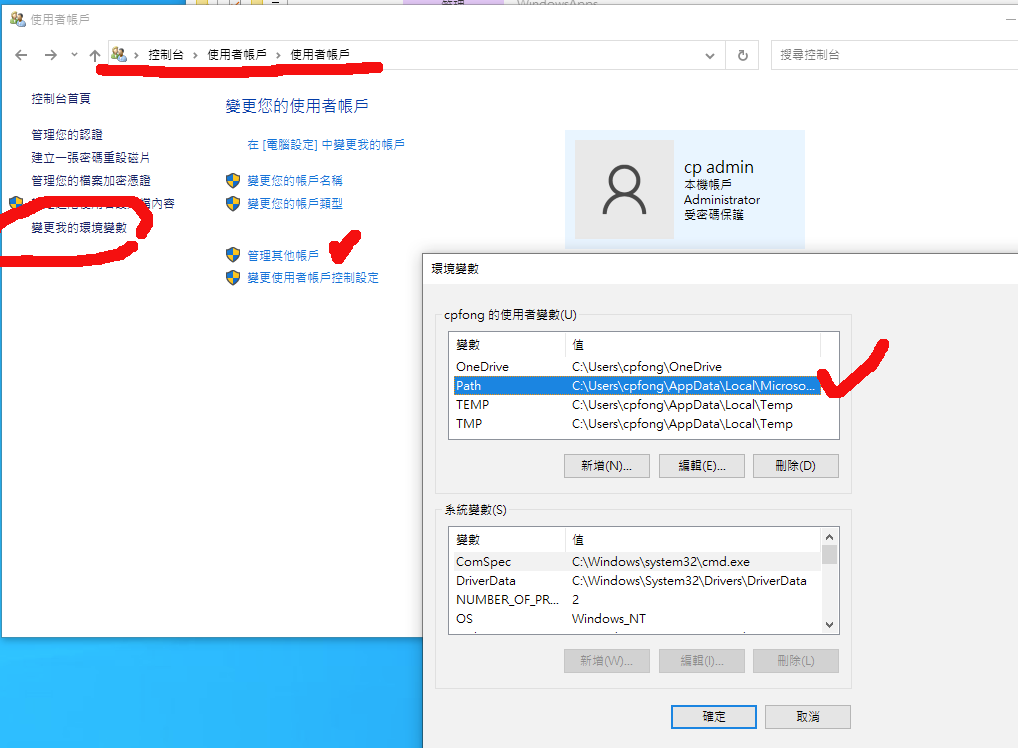 管理
WindowsApps
使用者帳戶
控制台 › 使用者帳戶 › 使用者帳戶
搜尋控制台
控制台首頁
管理您的認證
建立一張密碼重設磁片
管理您的檔案加密憑證
變更我的環境變數
變更您的使用者帳戶
在 [電腦設定] 中變更我的帳戶
變更您的帳戶名稱
變更您的帳戶類型
管理其他帳戶
變更使用者帳戶控制設定
cp admin
本機帳戶
Administrator
受密碼保護
環境變數
cpfong 的使用者變數(U)
變數 值
OneDrive C:\Users\cpfong\OneDrive
Path C:\Users\cpfong\AppData\Local\Microso...
TEMP C:\Users\cpfong\AppData\Local\Temp
TMP C:\Users\cpfong\AppData\Local\Temp
新增(N)... 編輯(E)... 刪除(D)
系統變數(S)
變數 值
ComSpec C:\Windows\system32\cmd.exe
DriverData C:\Windows\System32\Drivers\DriverData
NUMBER_OF_PR... 2
OS Windows_NT
新增(W)... 編輯(I)... 刪除(L)
確定 取消